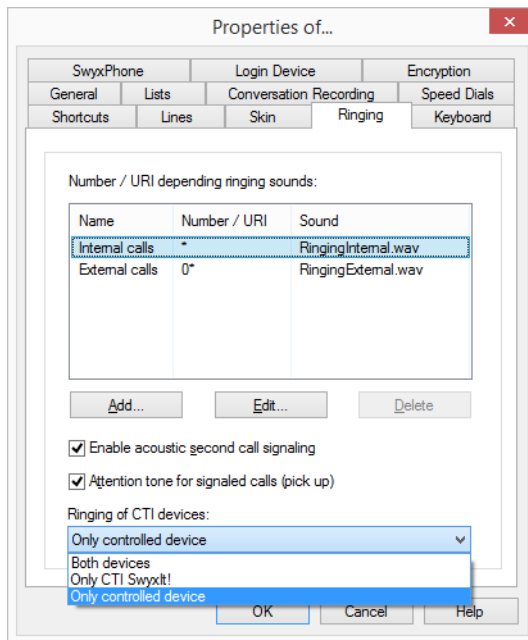 Properties of...
×
SwyxPhone Login Device Encryption
General Lists Conversation Recording Speed Dials
Shortcuts Lines Skin Ringing Keyboard
Number / URI depending ringing sounds:
Name Number / URI Sound
Internal calls * RingingInternal.wav
External calls 0* RingingExternal.wav
Add... Edit... Delete
Enable acoustic second call signaling
Attention tone for signaled calls (pick up)
Ringing of CTI devices:
Only controlled device
Both devices
Only CTI SwyxIt!
Only controlled device
OK Cancel Help